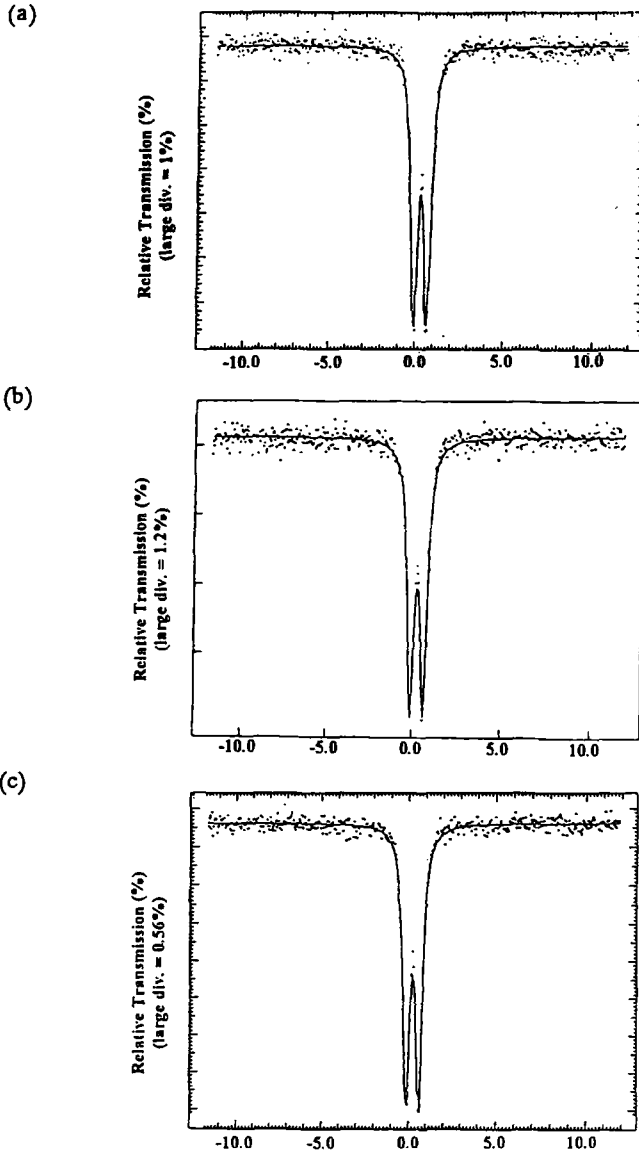 (a)
Relative Transmission (%)
(large div. = 1%)
-10.0 -5.0 0.0 5.0 10.0
(b)
Relative Transmission (%)
(large div. = 1.2%)
-10.0 -5.0 0.0 5.0 10.0
(c)
Relative Transmission (%)
(large div. = 0.56%)
-10.0 -5.0 0.0 5.0 10.0